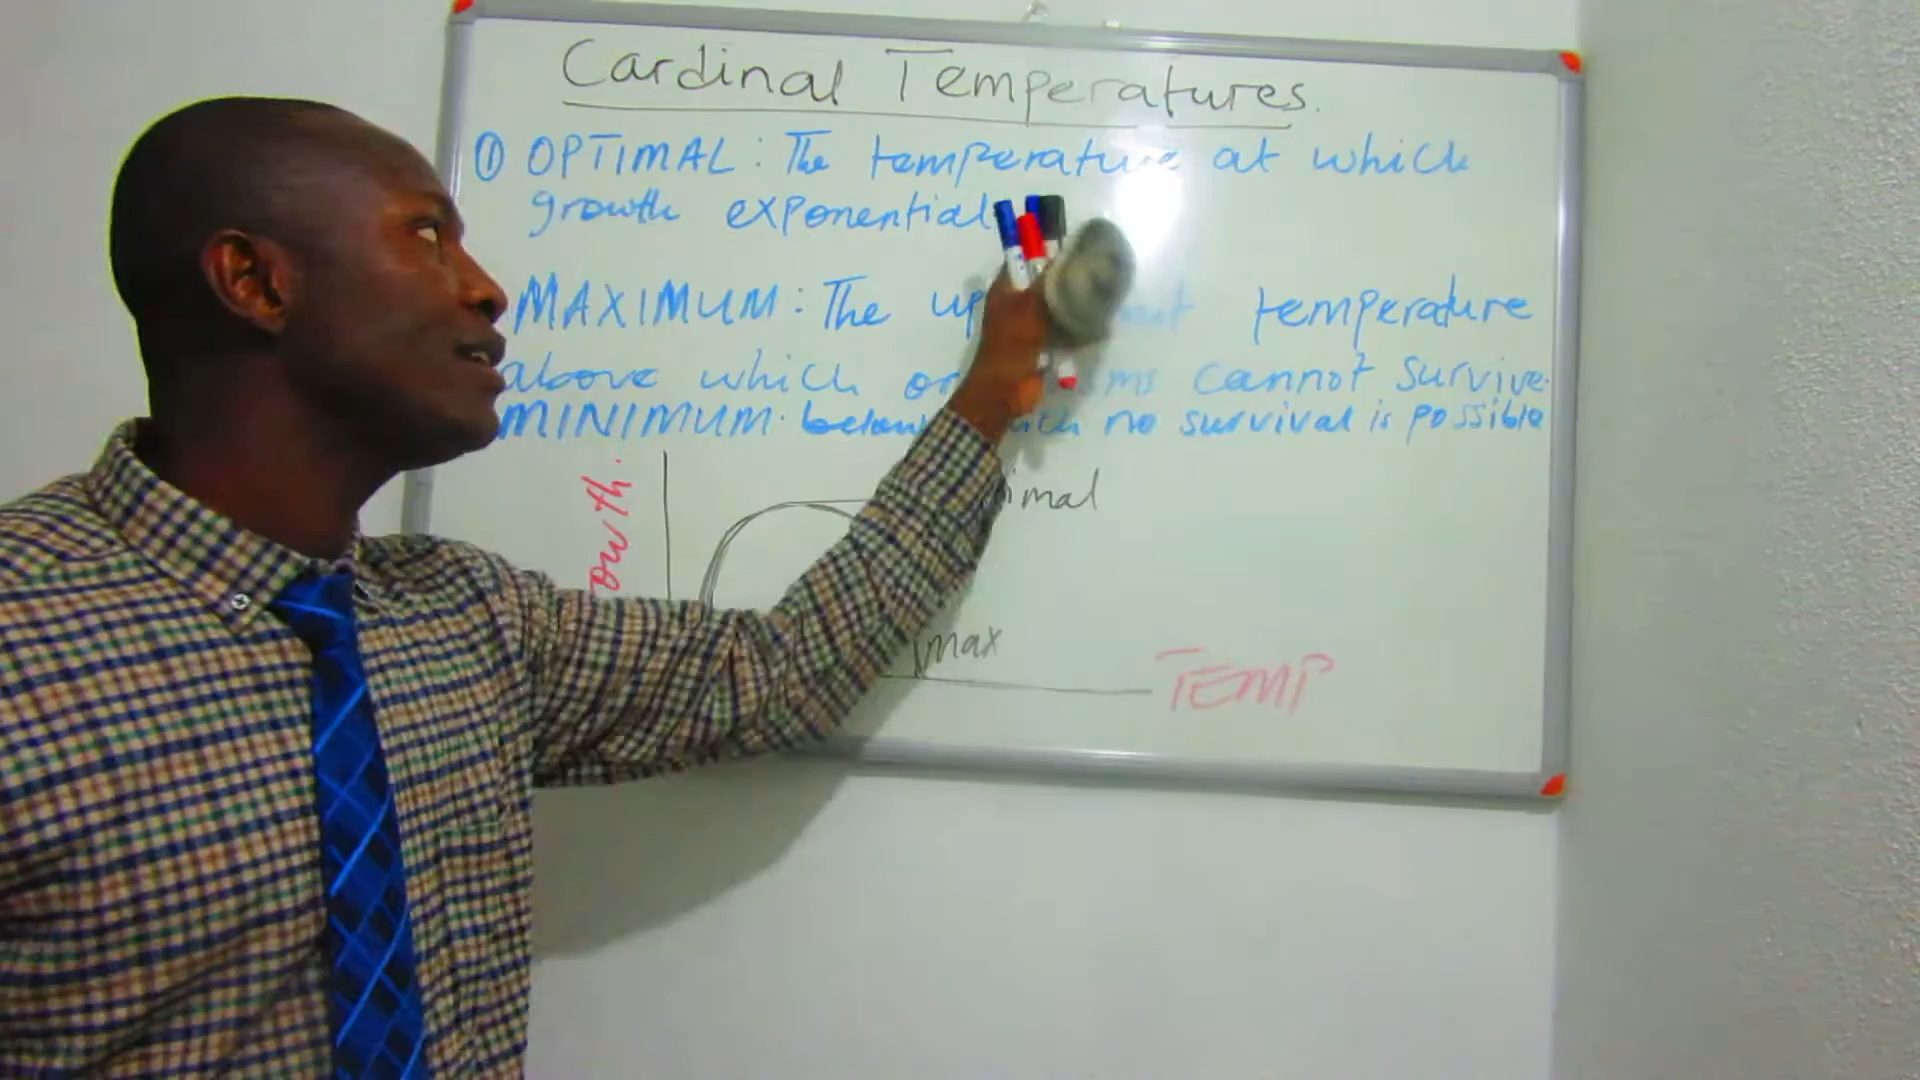 Cardinal Temperatures.
① OPTIMAL: The temperature at which
growth exponential
MAXIMUM: The temperature
above which cannot survive.
MINIMUM. below no survival is possible
max
TEMP